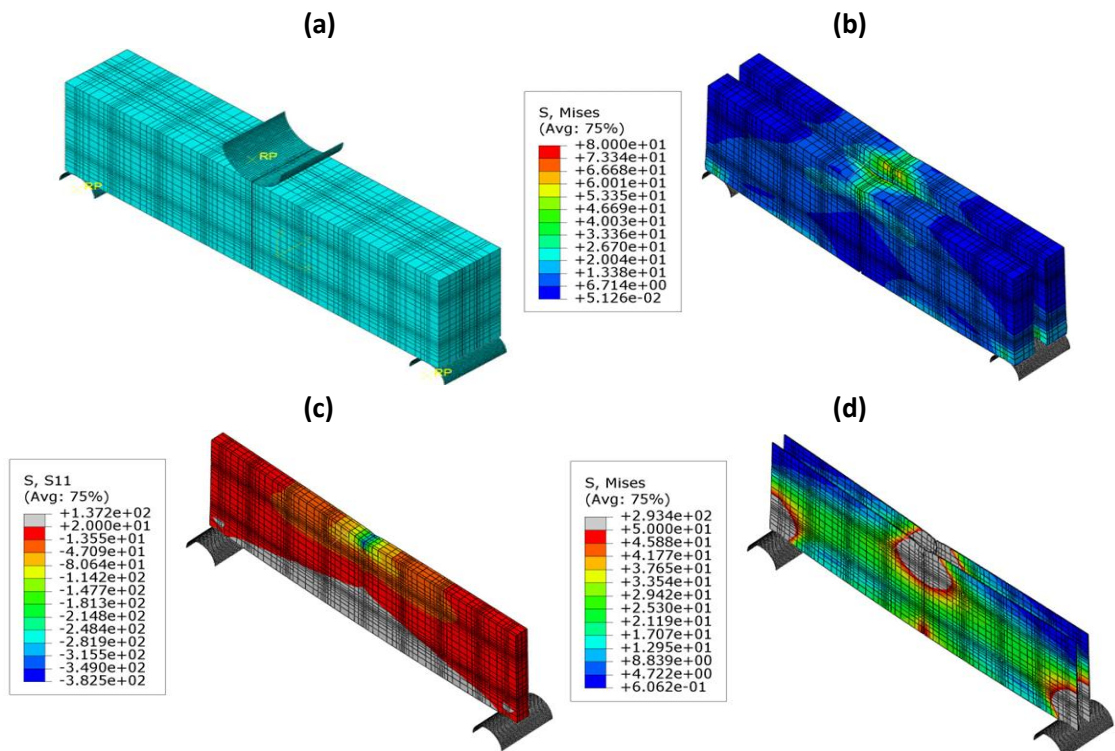 (a)
(b)
RP
RP
RP
S, Mises
(Avg: 75%)
+8.000e+01
+7.334e+01
+6.668e+01
+6.001e+01
+5.335e+01
+4.669e+01
+4.003e+01
+3.336e+01
+2.670e+01
+2.004e+01
+1.338e+01
+6.714e+00
+5.126e-02
(c)
(d)
S, S11
(Avg: 75%)
+1.372e+02
+2.000e+01
-1.355e+01
-4.709e+01
-8.064e+01
-1.142e+02
-1.477e+02
-1.813e+02
-2.148e+02
-2.484e+02
-2.819e+02
-3.155e+02
-3.490e+02
-3.825e+02
S, Mises
(Avg: 75%)
+2.934e+02
+5.000e+01
+4.588e+01
+4.177e+01
+3.765e+01
+3.354e+01
+2.942e+01
+2.530e+01
+2.119e+01
+1.707e+01
+1.295e+01
+8.839e+00
+4.722e+00
+6.062e-01